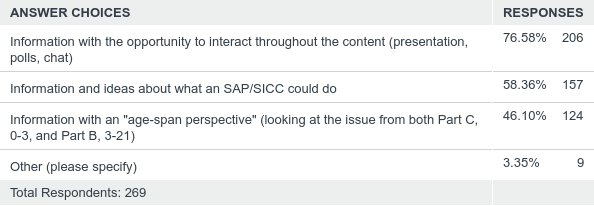 ANSWER CHOICES RESPONSES
Information with the opportunity to interact throughout the content (presentation, 76.58% 206
polls, chat)
Information and ideas about what an SAP/SICC could do 58.36% 157
Information with an "age-span perspective" (looking at the issue from both Part C, 46.10% 124
0-3, and Part B, 3-21)
Other (please specify) 3.35% 9
Total Respondents: 269